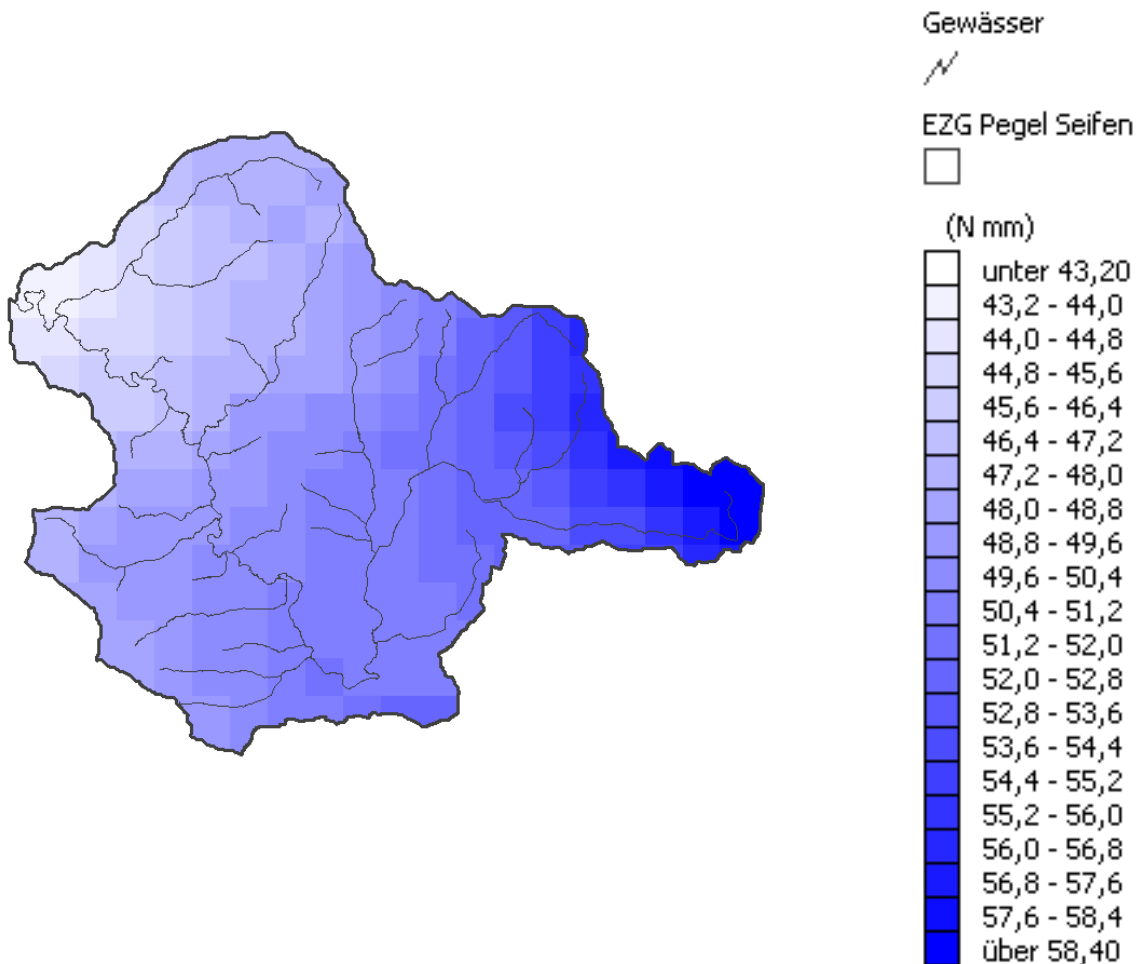 Gewässer
EZG Pegel Seifen
(N mm)
unter 43,20
43,2 - 44,0
44,0 - 44,8
44,8 - 45,6
45,6 - 46,4
46,4 - 47,2
47,2 - 48,0
48,0 - 48,8
48,8 - 49,6
49,6 - 50,4
50,4 - 51,2
51,2 - 52,0
52,0 - 52,8
52,8 - 53,6
53,6 - 54,4
54,4 - 55,2
55,2 - 56,0
56,0 - 56,8
56,8 - 57,6
57,6 - 58,4
über 58,40